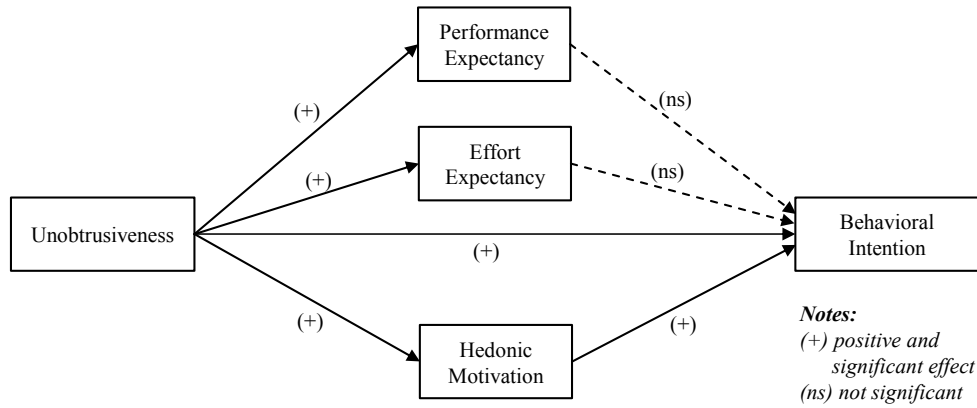 Performance
Expectancy
(+)
(ns)
Effort
Expectancy
(+)
(ns)
Unobtrusiveness
(+)
Behavioral
Intention
(+)
Hedonic
Motivation
(+)
Notes:
(+) positive and
significant effect
(ns) not significant